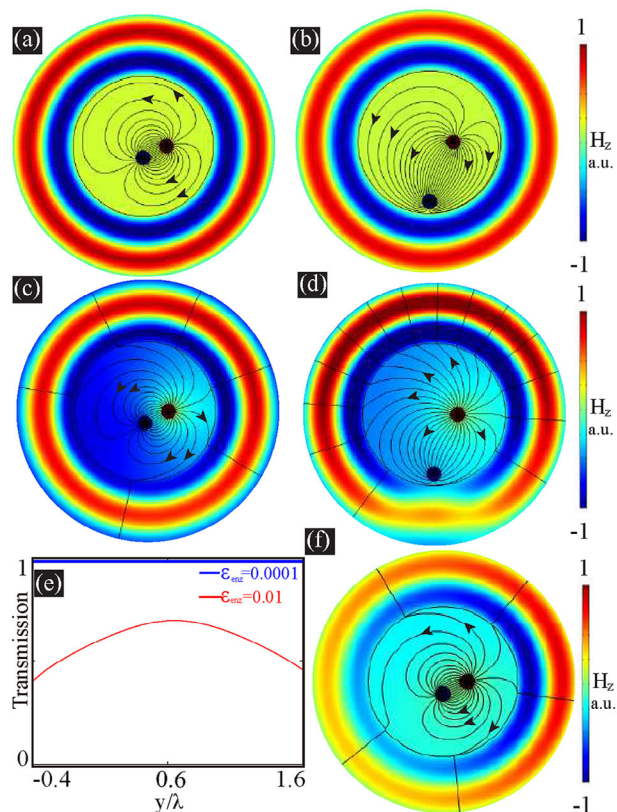 (a)
(b)
1
H_z
a.u.
-1
(c)
(d)
1
H_z
a.u.
-1
(e)
1
ε_enz=0.0001
ε_enz=0.01
Transmission
0
-0.4
0.6
1.6
y/λ
(f)
1
H_z
a.u.
-1